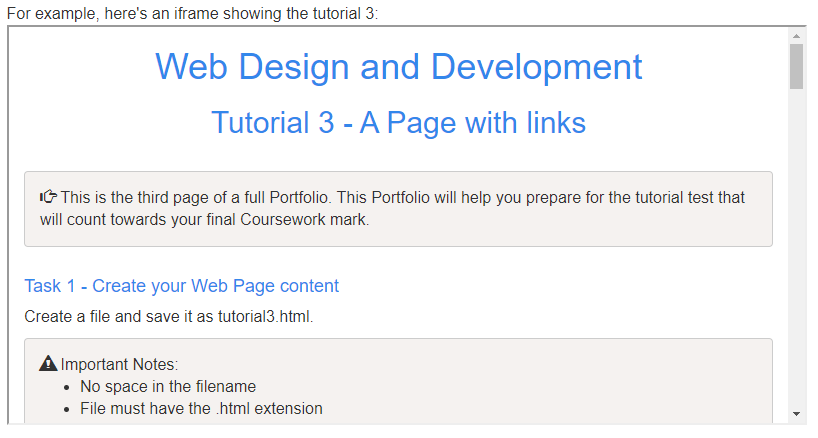 For example, here's an iframe showing the tutorial 3:
Web Design and Development
Tutorial 3 - A Page with links
This is the third page of a full Portfolio. This Portfolio will help you prepare for the tutorial test that
will count towards your final Coursework mark.
Task 1 - Create your Web Page content
Create a file and save it as tutorial3.html.
Important Notes:
• No space in the filename
• File must have the .html extension